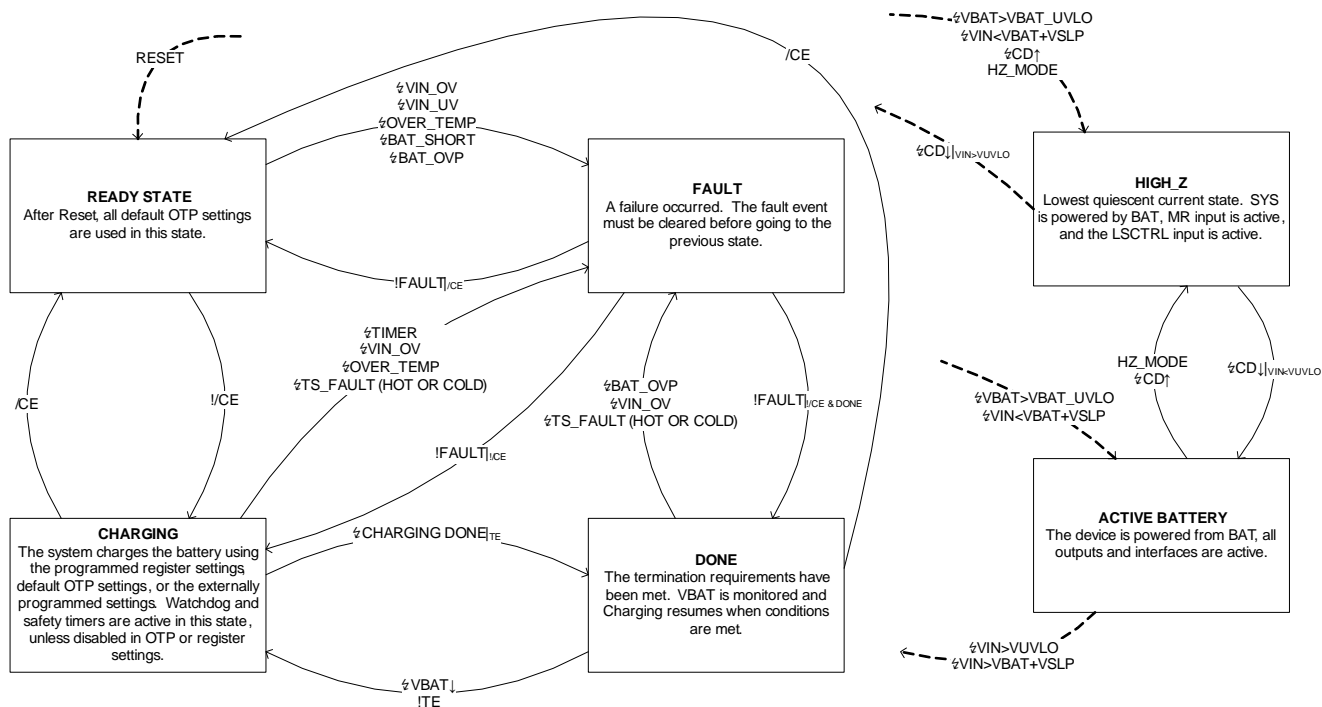 RESET
/CE
↯VBAT>VBAT_UVLO
↯VIN<VBAT+VSLP
↯CD↑
HZ_MODE
↯VIN_OV
↯VIN_UV
↯OVER_TEMP
↯BAT_SHORT
↯BAT_OVP
↯CD↓|VIN>VUVLO
READY STATE
After Reset, all default OTP settings
are used in this state.
FAULT
A failure occurred. The fault event
must be cleared before going to the
previous state.
HIGH_Z
Lowest quiescent current state. SYS
is powered by BAT, MR input is active,
and the LSCTRL input is active.
!FAULT|/CE
↯TIMER
↯VIN_OV
↯OVER_TEMP
↯TS_FAULT (HOT OR COLD)
/CE
!/CE
↯BAT_OVP
↯VIN_OV
↯TS_FAULT (HOT OR COLD)
!FAULT|!/CE & DONE
!FAULT|!/CE
HZ_MODE
↯CD↑
↯CD↓|VIN<VUVLO
↯VBAT>VBAT_UVLO
↯VIN<VBAT+VSLP
CHARGING
The system charges the battery using
the programmed register settings,
default OTP settings, or the externally
programmed settings. Watchdog and
safety timers are active in this state,
unless disabled in OTP or register
settings.
↯CHARGING DONE|TE
DONE
The termination requirements have
been met. VBAT is monitored and
Charging resumes when conditions
are met.
ACTIVE BATTERY
The device is powered from BAT, all
outputs and interfaces are active.
↯VBAT↓
!TE
↯VIN>VUVLO
↯VIN>VBAT+VSLP